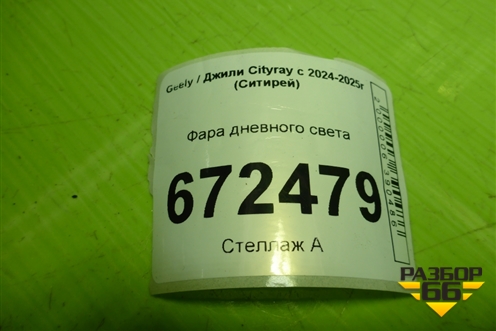 Geely / Джили Cityray с 2024-2025г
(Ситирей)
Фара дневного света
672479
Стеллаж А
РАЗБОР
66